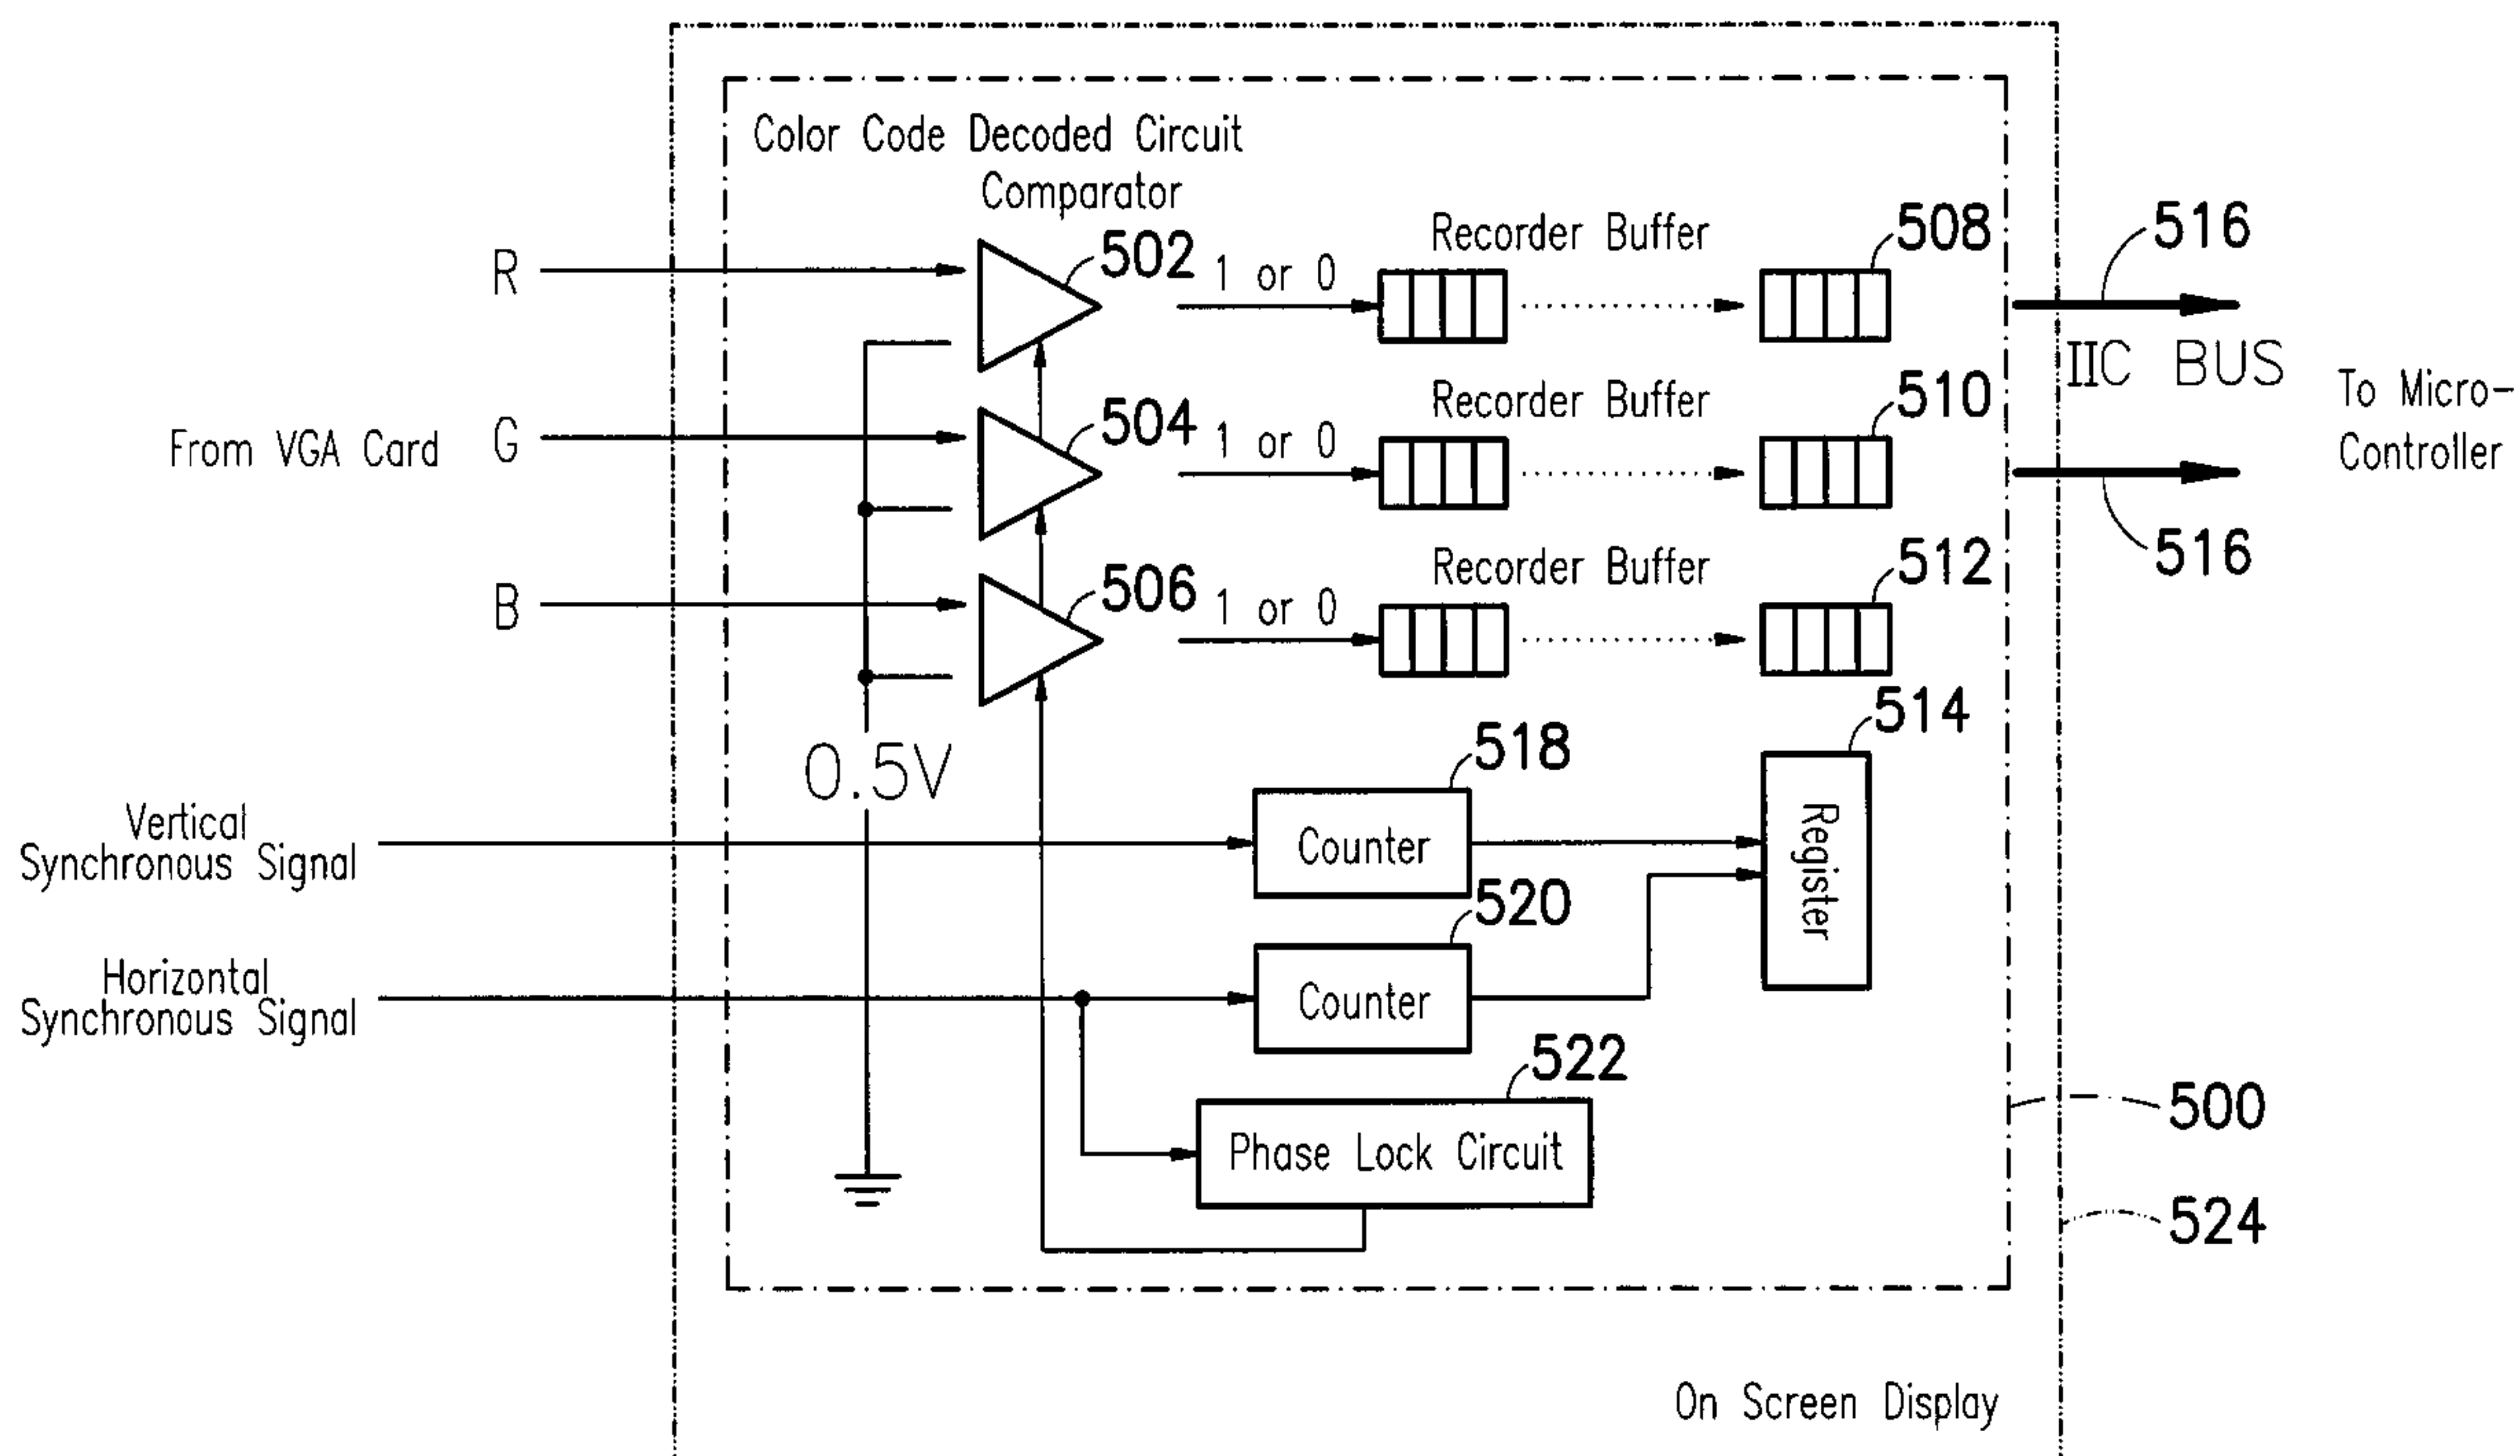 Color Code Decoded Circuit
Comparator
R
502
1 or 0
Recorder Buffer
508
516
IIC BUS
From VGA Card
G
504
1 or 0
Recorder Buffer
510
To Micro-
Controller
516
B
506
1 or 0
Recorder Buffer
512
0.5V
514
Register
Vertical
Synchronous Signal
518
Counter
Horizontal
Synchronous Signal
520
Counter
522
Phase Lock Circuit
500
524
On Screen Display